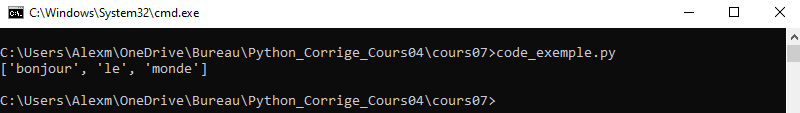 C:\Windows\System32\cmd.exe
C:\Users\Alexm\OneDrive\Bureau\Python_Corrige_Cours04\cours07>code_exemple.py
['bonjour', 'le', 'monde']
C:\Users\Alexm\OneDrive\Bureau\Python_Corrige_Cours04\cours07>